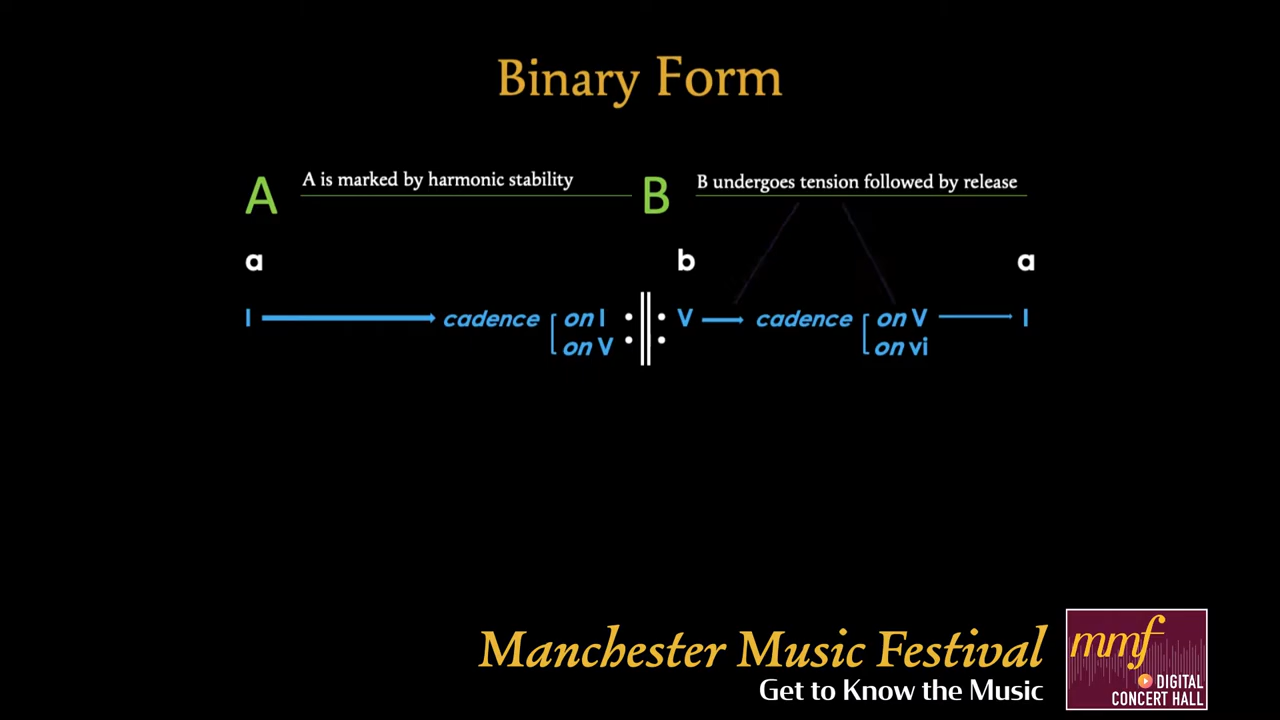 Binary Form
A A is marked by harmonic stability B B undergoes tension followed by release
a b a
I cadence on I V cadence on V I
on V on vi
Manchester Music Festival
Get to Know the Music
mmf
DIGITAL
CONCERT HALL